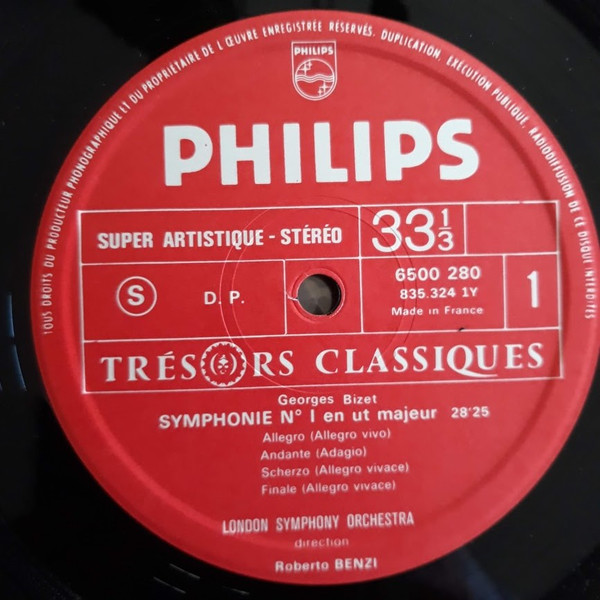 TOUS DROITS DU PRODUCTEUR PHONOGRAPHIQUE ET DU PROPRIÉTAIRE DE L'ŒUVRE ENREGISTRÉE RÉSERVÉS. DUPLICATION, EXÉCUTION PUBLIQUE, RADIODIFFUSION DE CE DISQUE INTERDITES
PHILIPS
PHILIPS
SUPER ARTISTIQUE - STÉRÉO
33 1/3
S
D. P.
6500 280
835.324 1Y
Made in France
1
TRÉSORS CLASSIQUES
Georges Bizet
SYMPHONIE N° I en ut majeur 28'25
Allegro (Allegro vivo)
Andante (Adagio)
Scherzo (Allegro vivace)
Finale (Allegro vivace)
LONDON SYMPHONY ORCHESTRA
direction
Roberto BENZI